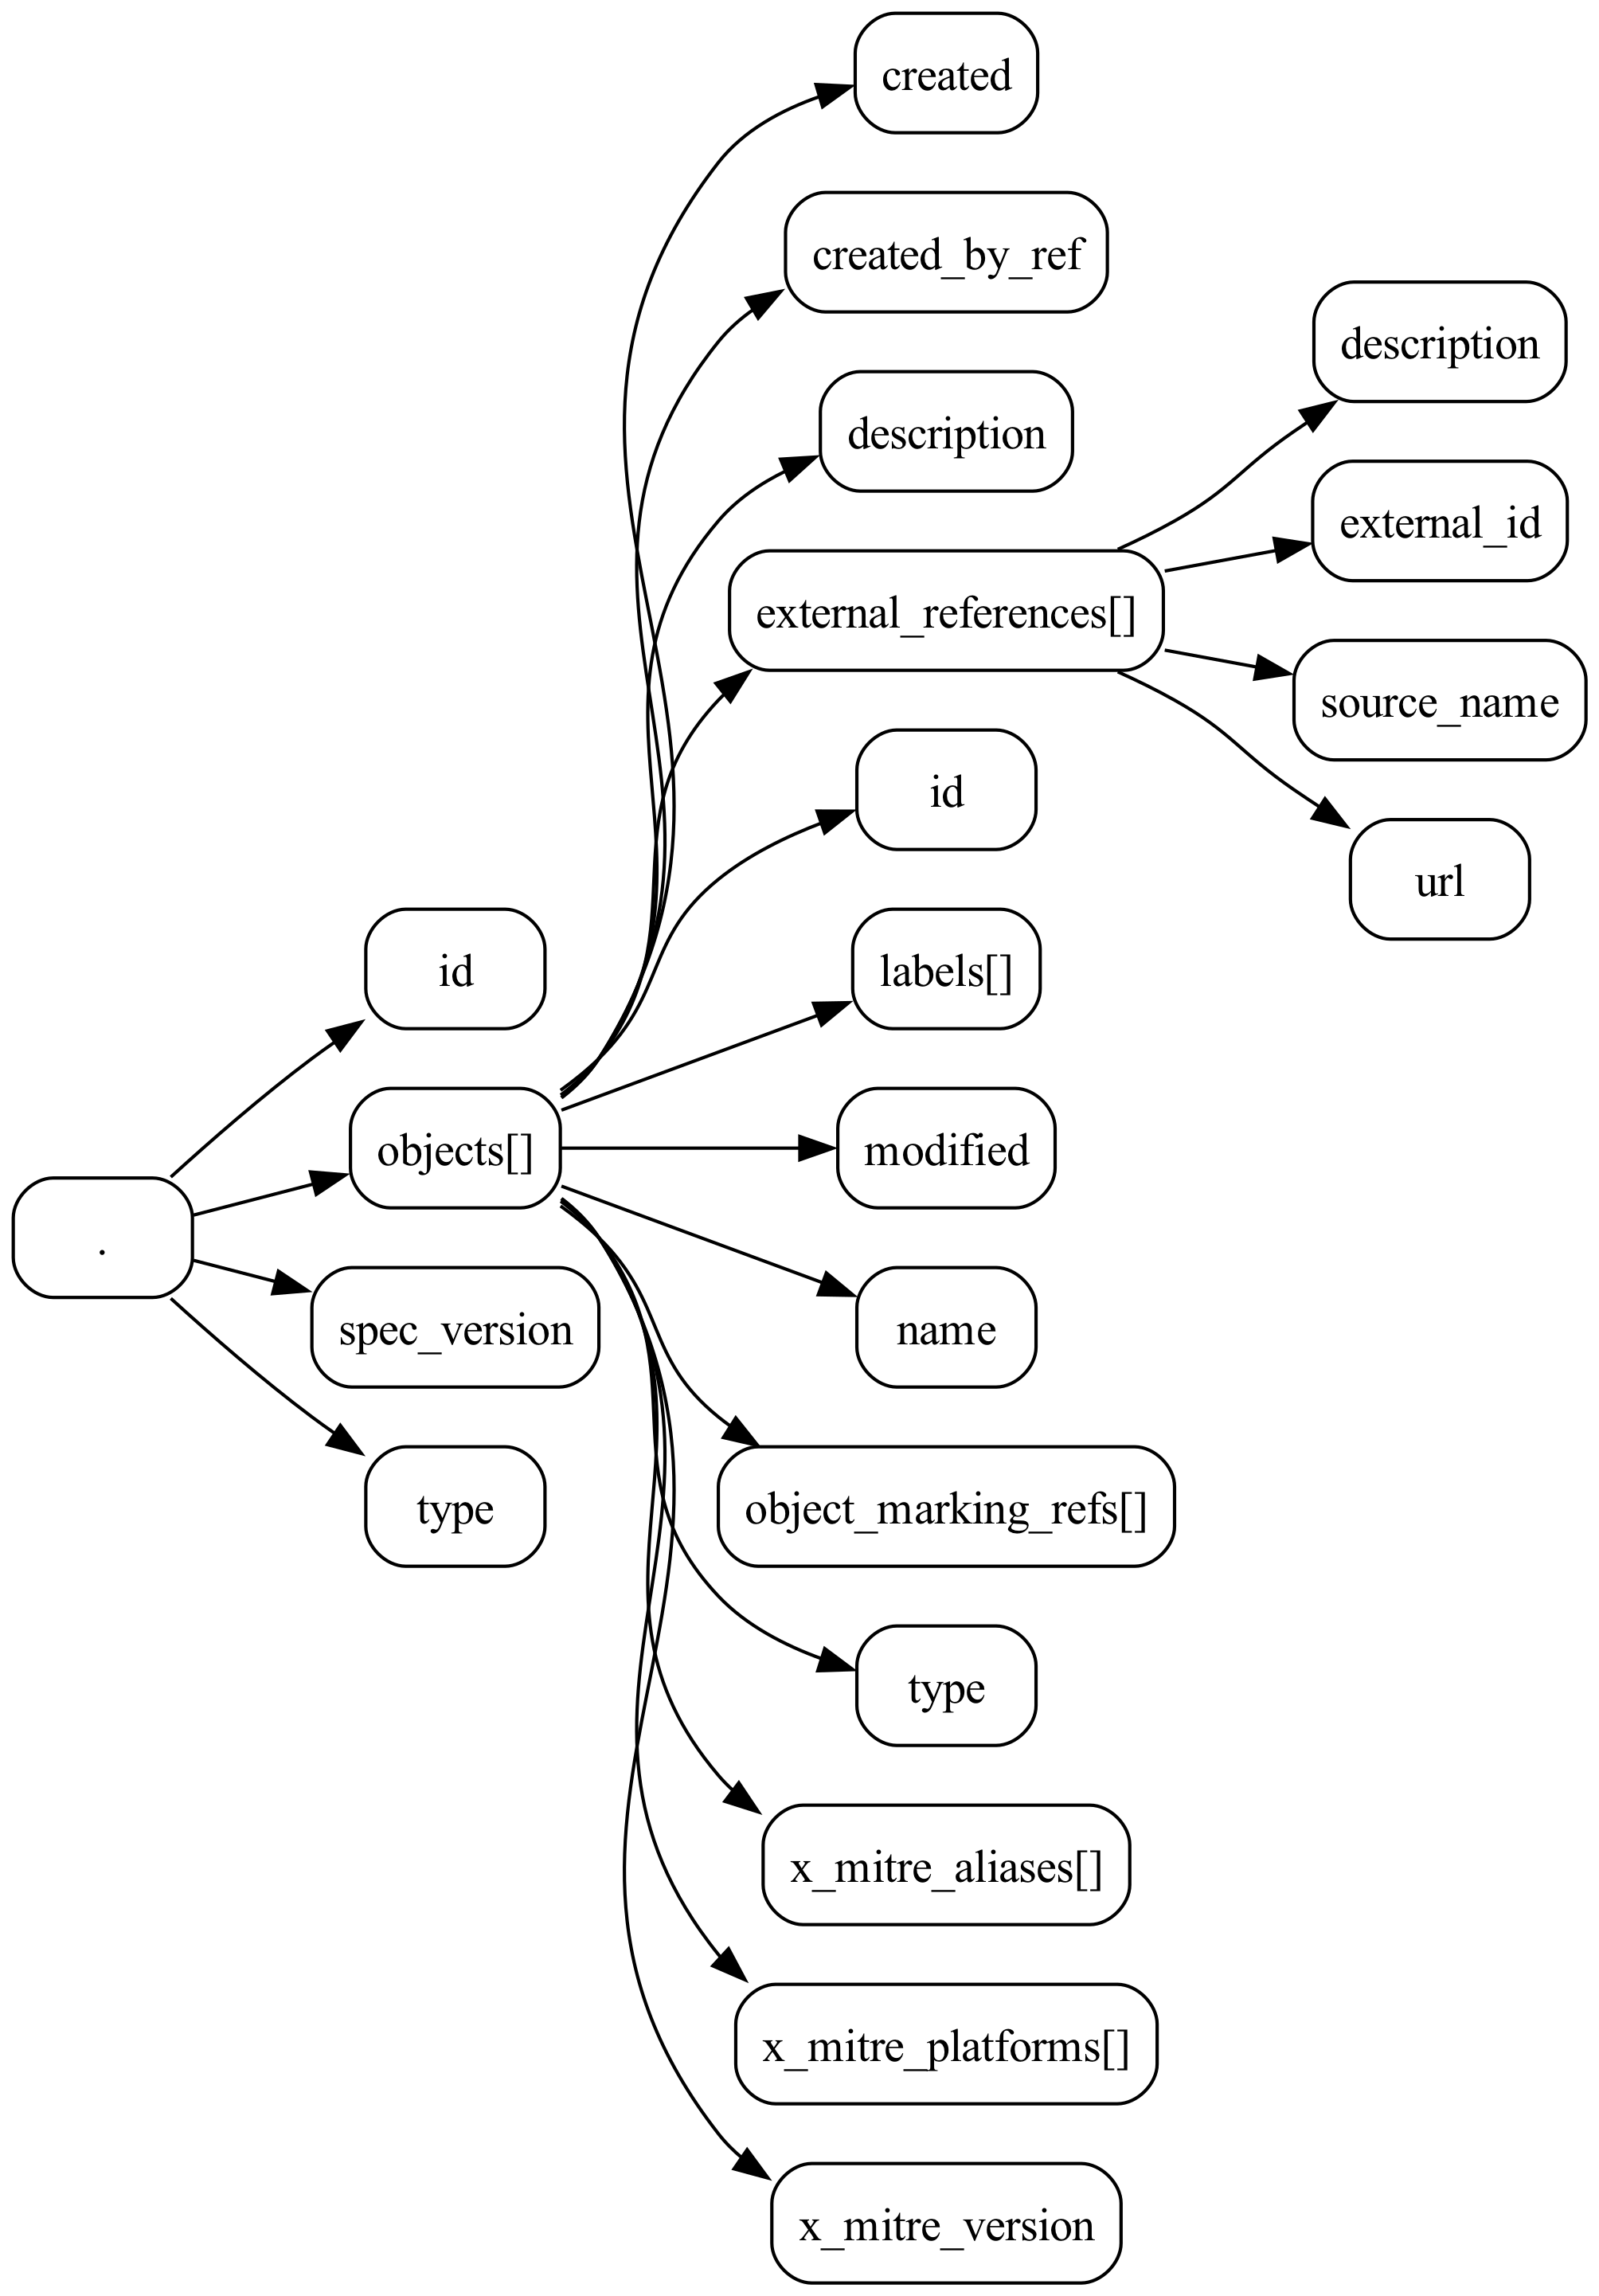 created
created_by_ref
description
description
external_id
external_references[]
source_name
id
url
id
labels[]
objects[]
modified
.
spec_version
name
type
object_marking_refs[]
type
x_mitre_aliases[]
x_mitre_platforms[]
x_mitre_version